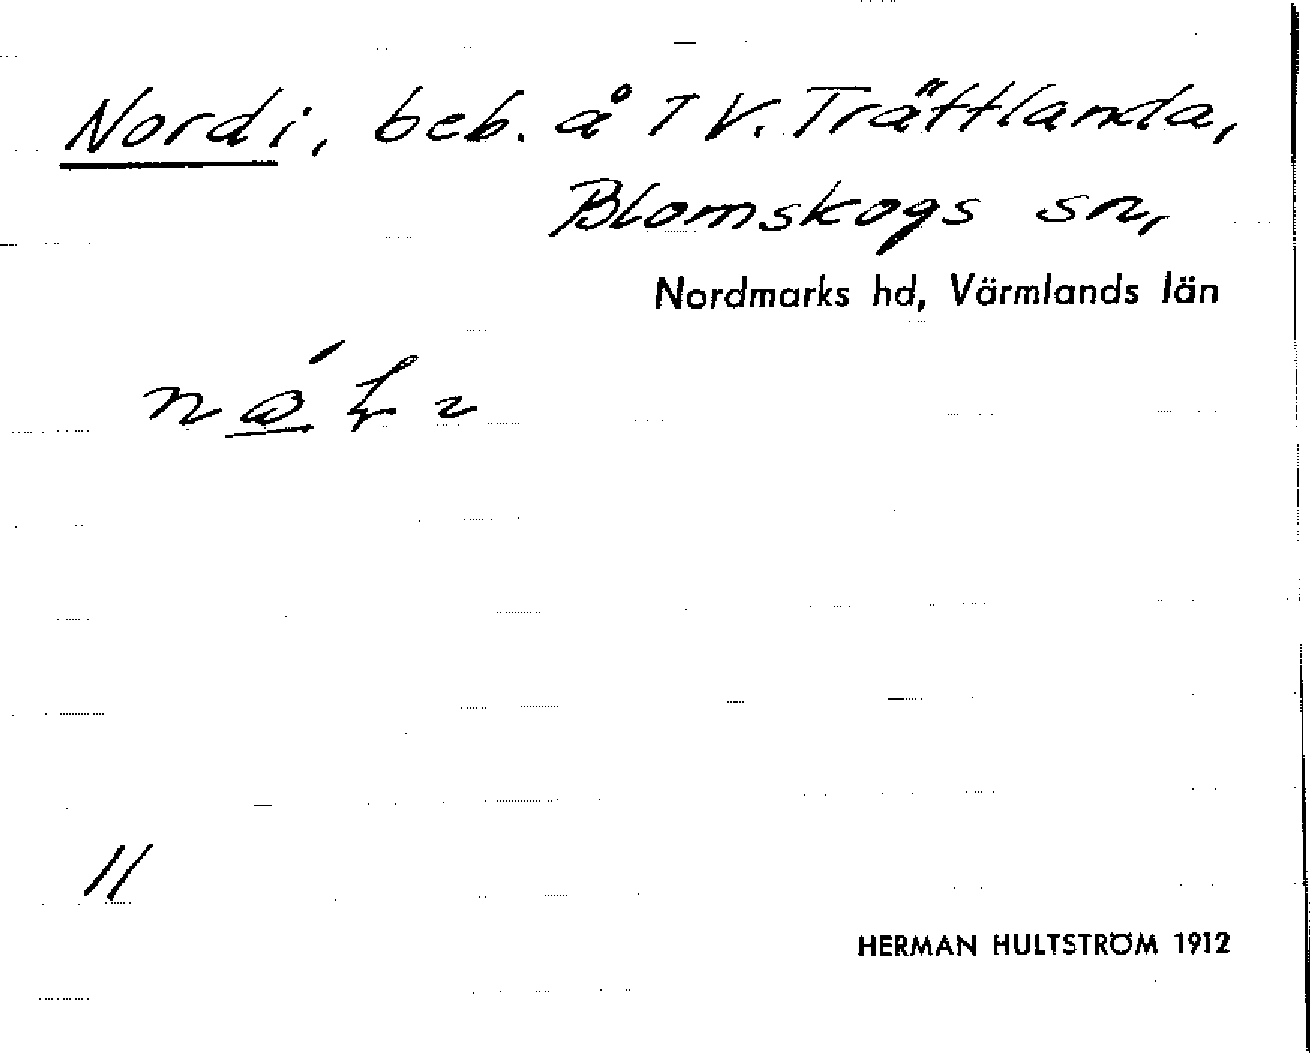 Nordi, beb. å 1 V. Trättlanda,
Blomskogs sn,
Nordmarks hd, Värmlands län
11
HERMAN HULTSTRÖM 1912